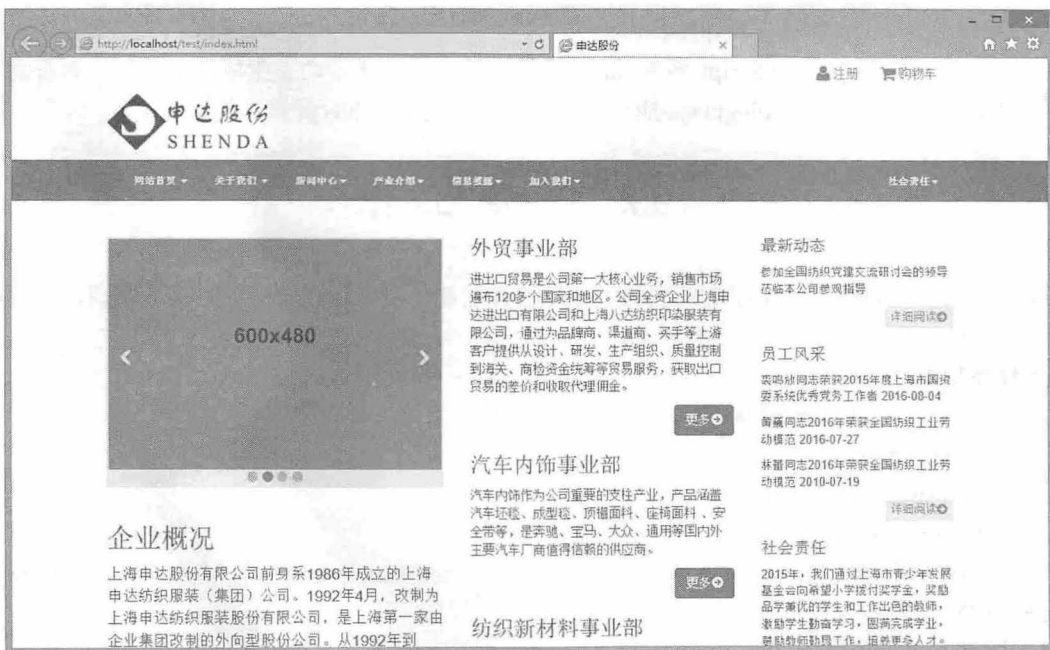 http://localhost/test/index.html
申达股份
注册 购物车
申达股份
SHENDA
网站首页 关于我们 新闻中心 产业介绍 信息披露 加入我们 社会责任
600x480
企业概况
上海申达股份有限公司前身系1986年成立的上海
申达纺织服装（集团）公司。1992年4月，改制为
上海申达纺织服装股份有限公司，是上海第一家由
企业集团改制的外向型股份公司。从1992年到
外贸事业部
进出口贸易是公司第一大核心业务，销售市场
遍布120多个国家和地区。公司全资企业上海申
达进出口有限公司和上海八达纺织印染服装有
限公司，通过为品牌商、渠道商、买手等上游
客户提供从设计、研发、生产组织、质量控制
到海关、商检资金统筹等贸易服务，获取出口
贸易的差价和收取代理佣金。
更多
汽车内饰事业部
汽车内饰作为公司重要的支柱产业，产品涵盖
汽车坯毯、成型毯、顶棚面料、座椅面料、安
全带等，是奔驰、宝马、大众、通用等国内外
主要汽车厂商值得信赖的供应商。
更多
纺织新材料事业部
最新动态
参加全国纺织党建交流研讨会的领导
莅临本公司参观指导
详细阅读
员工风采
同志荣获2015年度上海市国资
委系统优秀党务工作者 2016-08-04
同志2016年荣获全国纺织工业劳
动模范 2016-07-27
同志2016年荣获全国纺织工业劳
动模范 2010-07-19
详细阅读
社会责任
2015年，我们通过上海市青少年发展
基金会向希望小学拨付奖学金，奖励
品学兼优的学生和工作出色的教师，
激励学生勤奋学习，圆满完成学业，
鼓励教师勤恳工作，培养更多人才。